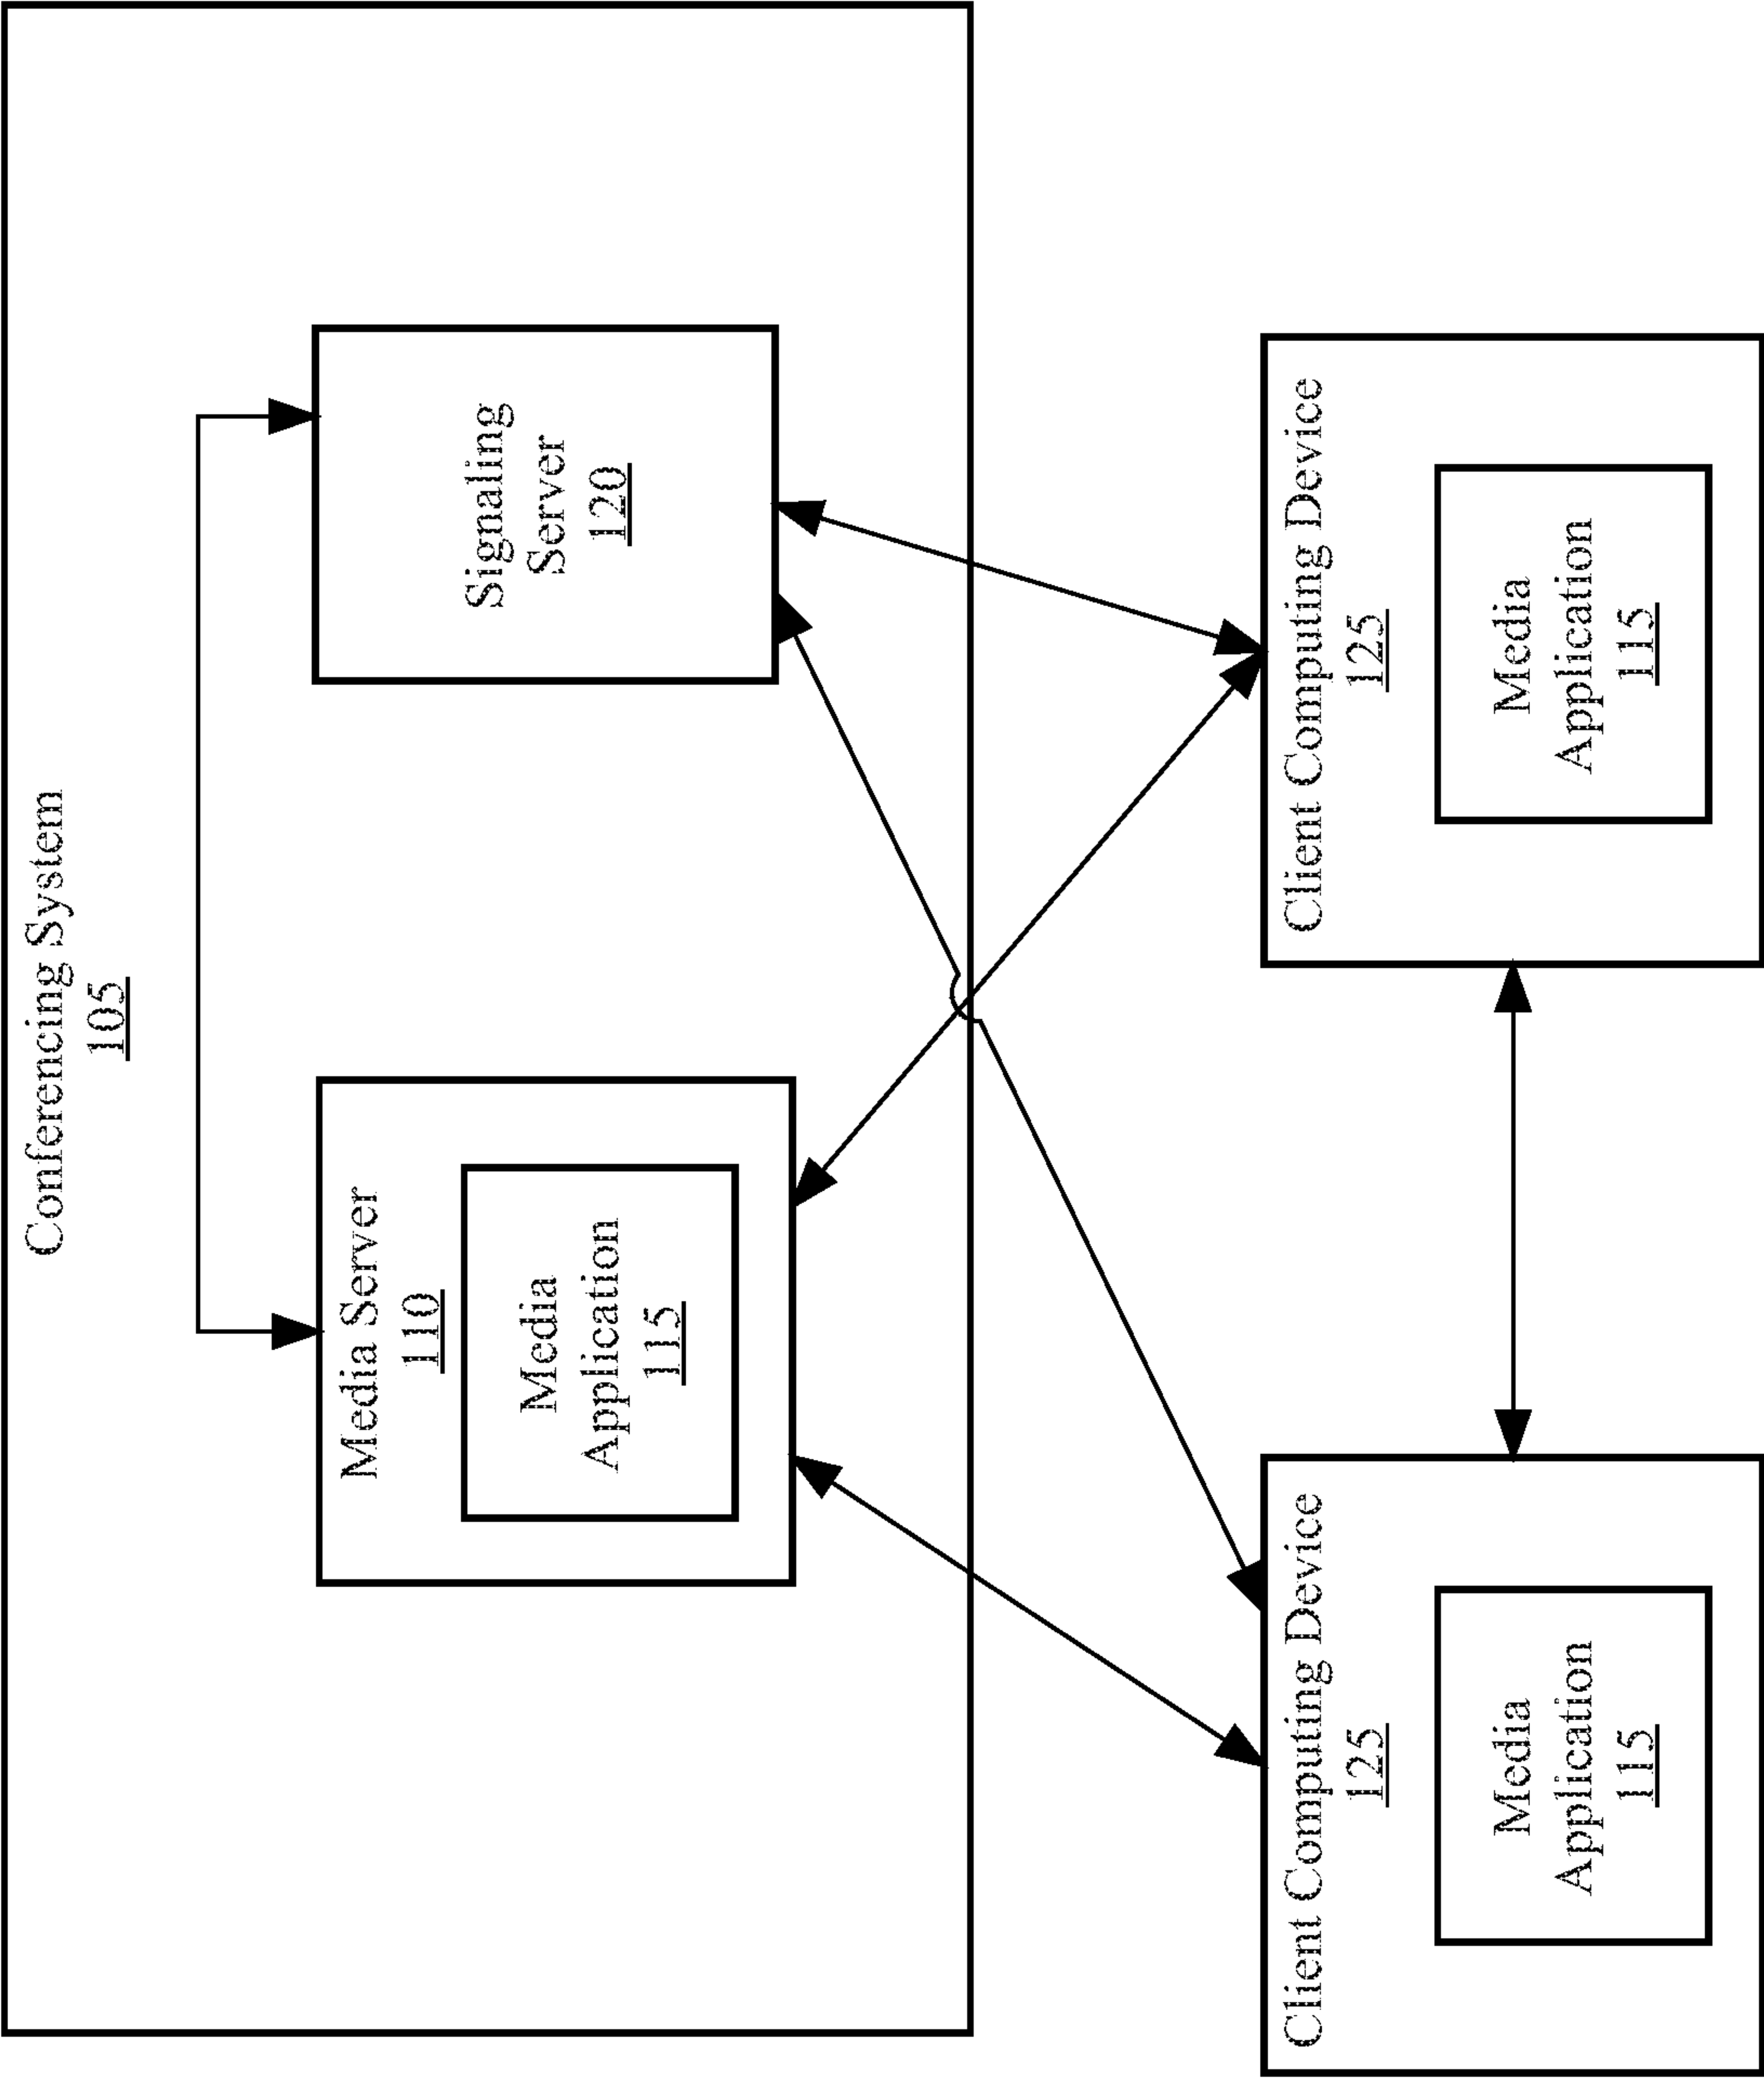 Conferencing System
105
Media Server
110
Media
Application
115
Signaling
Server
120
Client Computing Device
125
Media
Application
115
Client Computing Device
125
Media
Application
115